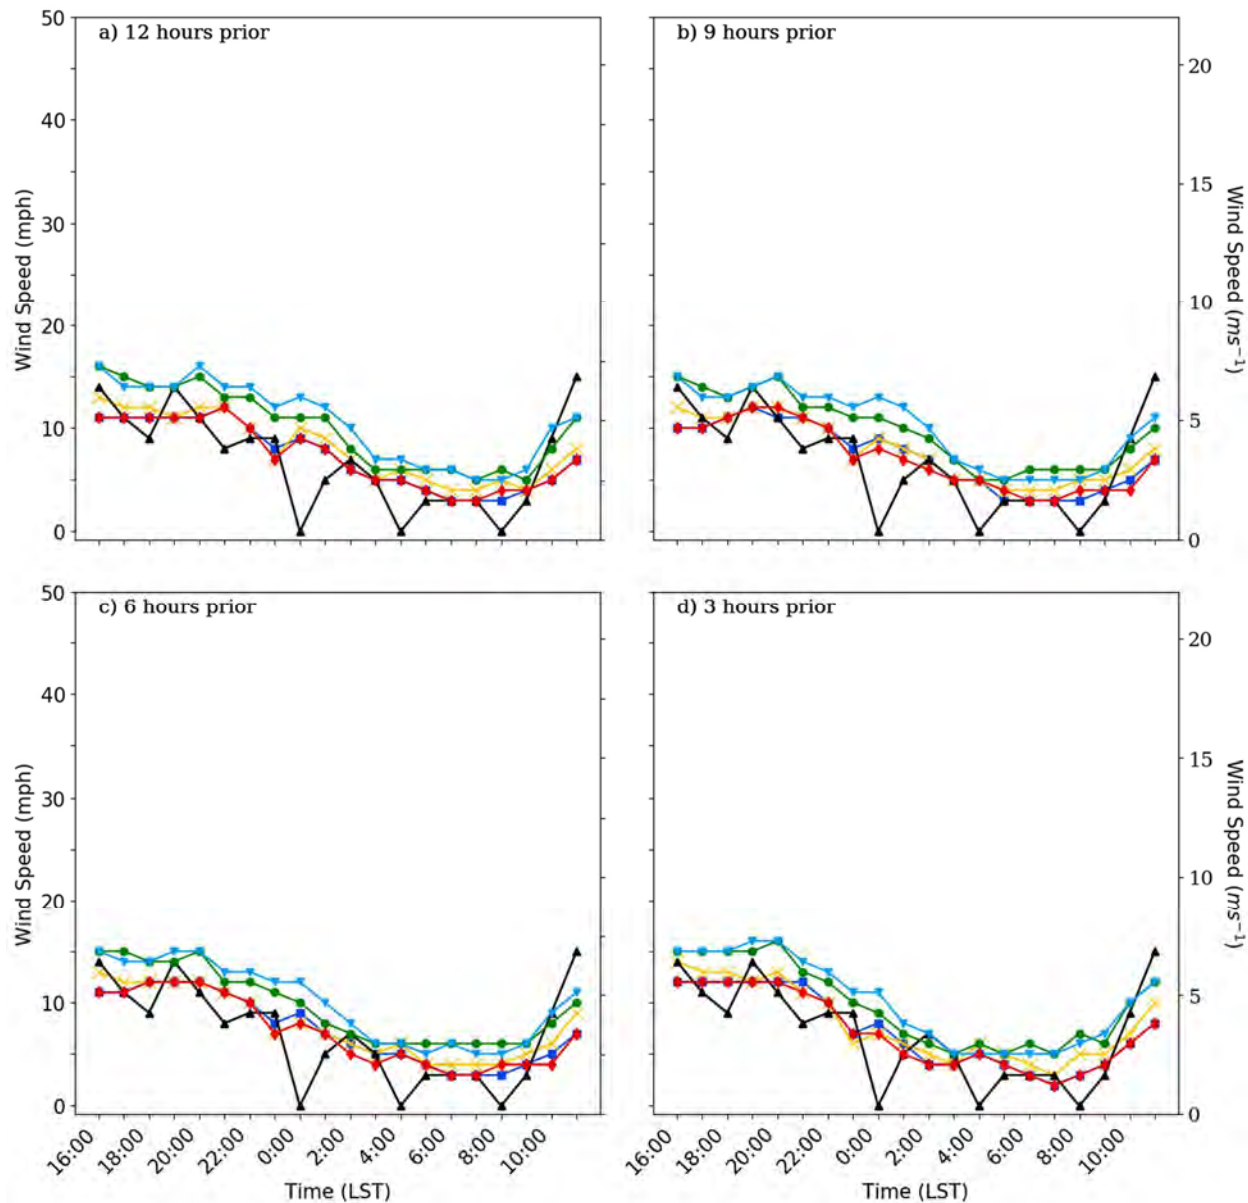 a) 12 hours prior
b) 9 hours prior
50
40
30
20
10
0
Wind Speed (mph)
20
15
10
5
0
Wind Speed (ms⁻¹)
c) 6 hours prior
d) 3 hours prior
50
40
30
20
10
0
Wind Speed (mph)
20
15
10
5
0
Wind Speed (ms⁻¹)
16:00 18:00 20:00 22:00 0:00 2:00 4:00 6:00 8:00 10:00
16:00 18:00 20:00 22:00 0:00 2:00 4:00 6:00 8:00 10:00
Time (LST)
Time (LST)